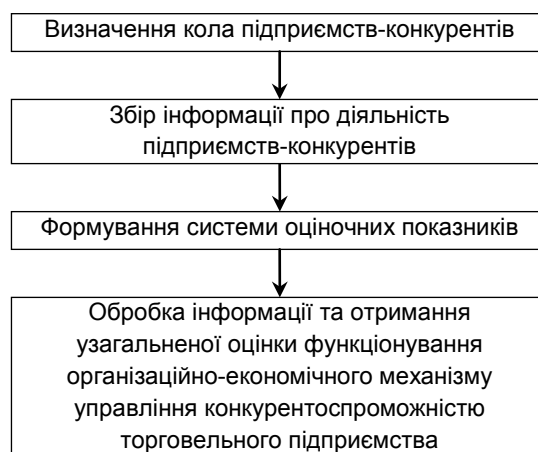 Визначення кола підприємств-конкурентів
Збір інформації про діяльність
підприємств-конкурентів
Формування системи оціночних показників
Обробка інформації та отримання
узагальненої оцінки функціонування
організаційно-економічного механізму
управління конкурентоспроможністю
торговельного підприємства